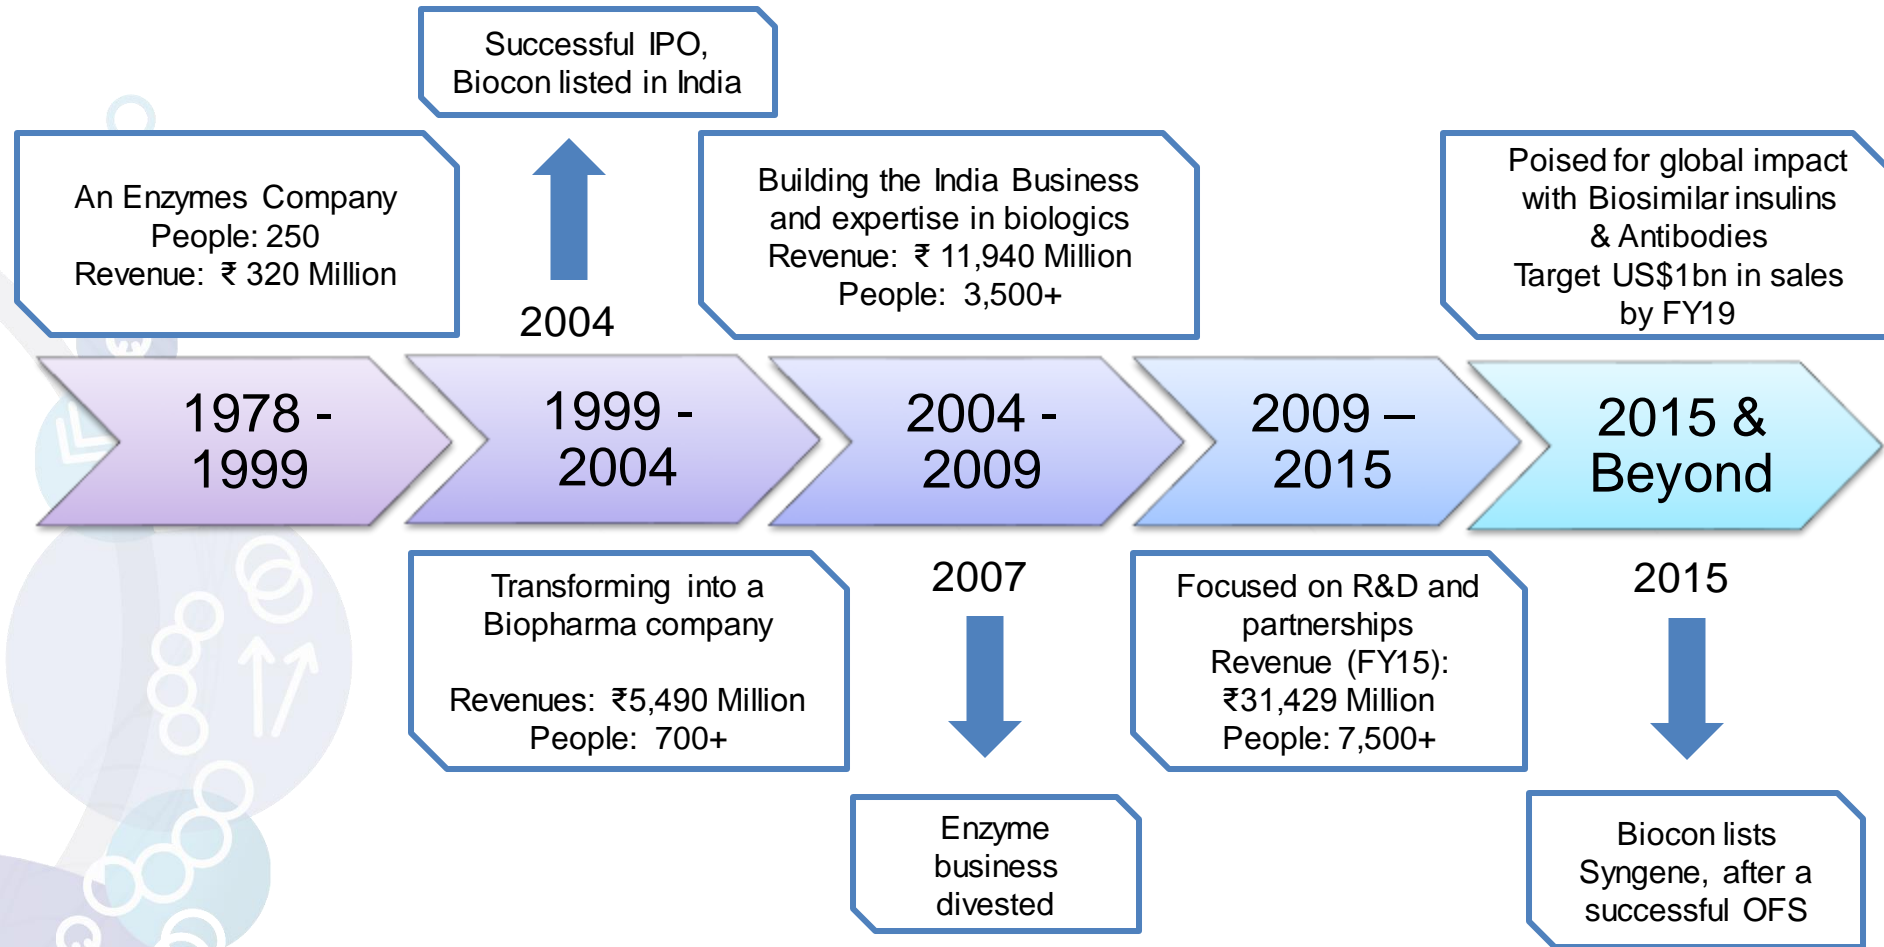 Successful IPO,
Biocon listed in India
An Enzymes Company
People: 250
Revenue: ₹ 320 Million
2004
Building the India Business
and expertise in biologics
Revenue: ₹ 11,940 Million
People: 3,500+
Poised for global impact
with Biosimilar insulins
& Antibodies
Target US$1bn in sales
by FY19
1978 -
1999
1999 -
2004
2004 -
2009
2009 –
2015
2015 &
Beyond
Transforming into a
Biopharma company
Revenues: ₹5,490 Million
People: 700+
2007
Enzyme
business
divested
Focused on R&D and
partnerships
Revenue (FY15):
₹31,429 Million
People: 7,500+
2015
Biocon lists
Syngene, after a
successful OFS